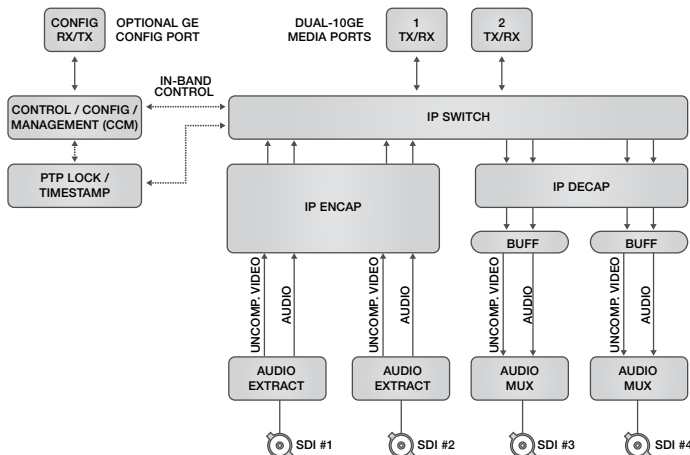 CONFIG
RX/TX
OPTIONAL GE
CONFIG PORT
DUAL-10GE
MEDIA PORTS
1
TX/RX
2
TX/RX
IN-BAND
CONTROL
CONTROL / CONFIG /
MANAGEMENT (CCM)
IP SWITCH
PTP LOCK /
TIMESTAMP
IP ENCAP
IP DECAP
BUFF
BUFF
UNCOMP. VIDEO
AUDIO
UNCOMP. VIDEO
AUDIO
UNCOMP. VIDEO
AUDIO
UNCOMP. VIDEO
AUDIO
AUDIO
EXTRACT
AUDIO
EXTRACT
AUDIO
MUX
AUDIO
MUX
SDI #1
SDI #2
SDI #3
SDI #4